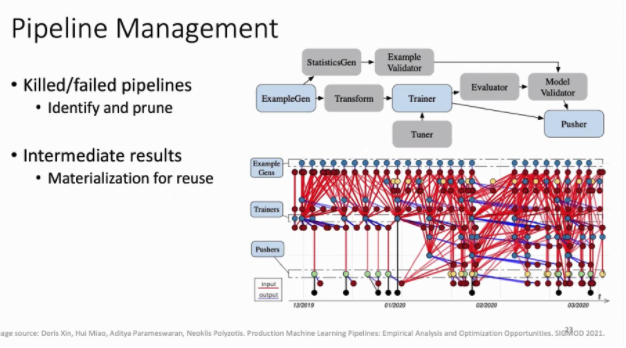 Pipeline Management
• Killed/failed pipelines
• Identify and prune
• Intermediate results
• Materialization for reuse
StatisticsGen
Example
Validator
ExampleGen
Transform
Trainer
Evaluator
Model
Validator
Tuner
Pusher
Example
Gens
Trainers
Pushers
input
output
12/2019
01/2020
02/2020
03/2020
t
age source: Doris Xin, Hui Miao, Aditya Parameswaran, Neoklis Polyzotis. Production Machine Learning Pipelines: Empirical Analysis and Optimization Opportunities. SIGMOD 2021.
23